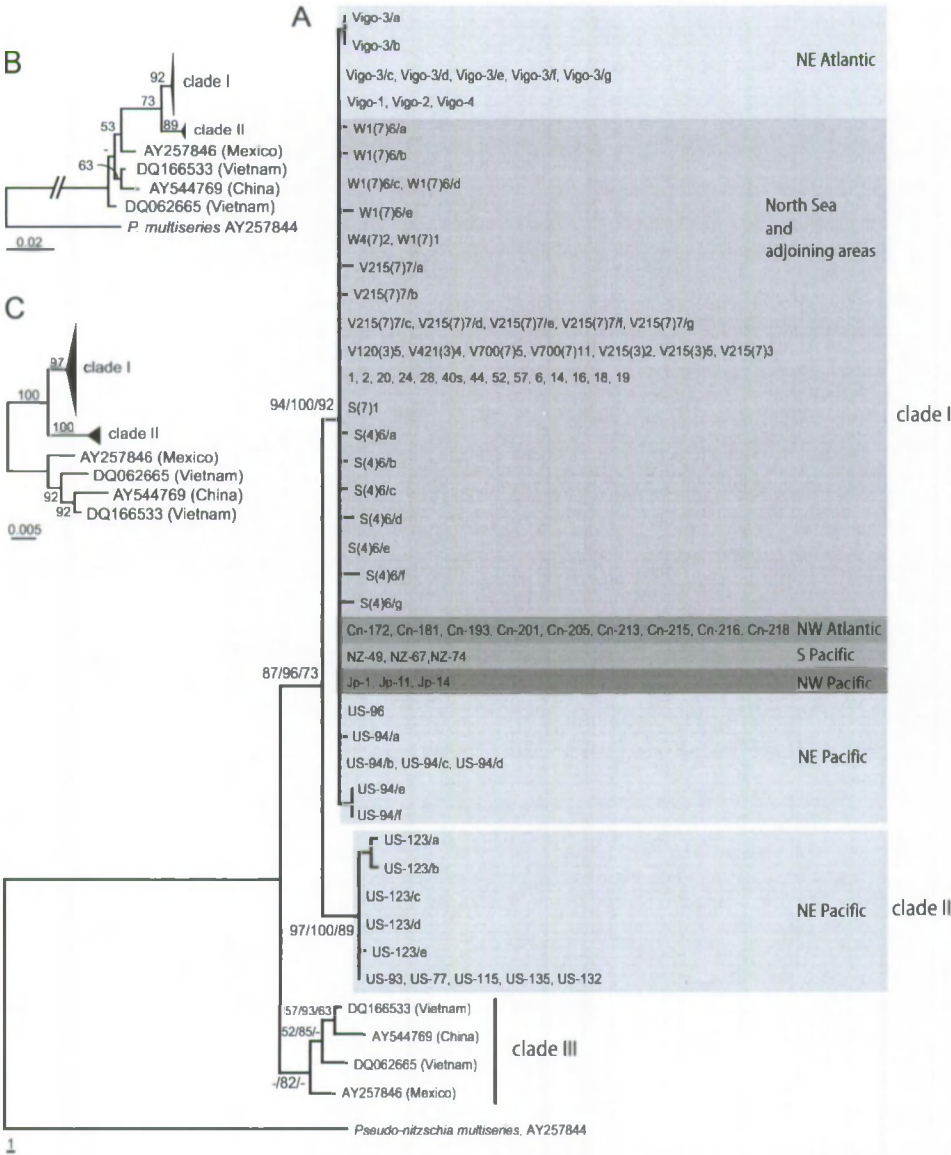 A
Vigo-3/a
Vigo-3/b
Vigo-3/c, Vigo-3/d, Vigo-3/e, Vigo-3/f, Vigo-3/g
Vigo-1, Vigo-2, Vigo-4
NE Atlantic
W1(7)6/a
W1(7)6/b
W1(7)6/c, W1(7)6/d
W1(7)6/e
W4(7)2, W1(7)1
V215(7)7/a
V215(7)7/b
V215(7)7/c, V215(7)7/d, V215(7)7/e, V215(7)7/f, V215(7)7/g
V120(3)5, V421(3)4, V700(7)5, V700(7)11, V215(3)2, V215(3)5, V215(7)3
1, 2, 20, 24, 28, 40s, 44, 52, 57, 6, 14, 16, 18, 19
S(7)1
S(4)6/a
S(4)6/b
S(4)6/c
S(4)6/d
S(4)6/e
S(4)6/f
S(4)6/g
North Sea
and
adjoining areas
Cn-172, Cn-181, Cn-193, Cn-201, Cn-205, Cn-213, Cn-215, Cn-216, Cn-218 NW Atlantic
NZ-49, NZ-67,NZ-74 S Pacific
Jp-1, Jp-11, Jp-14 NW Pacific
US-96
US-94/a
US-94/b, US-94/c, US-94/d
US-94/e
US-94/f
NE Pacific
clade I
US-123/a
US-123/b
US-123/c
US-123/d
US-123/e
US-93, US-77, US-115, US-135, US-132
NE Pacific
clade II
DQ166533 (Vietnam)
AY544769 (China)
DQ062665 (Vietnam)
AY257846 (Mexico)
clade III
Pseudo-nitzschia multiseries, AY257844
94/100/92
87/96/73
97/100/89
57/93/63
52/85/-
-/82/-
1
B
92
clade I
73
89
clade II
53
-
AY257846 (Mexico)
63
DQ166533 (Vietnam)
-
AY544769 (China)
DQ062665 (Vietnam)
P. multiseries AY257844
0.02
C
97
clade I
100
100
clade II
AY257846 (Mexico)
DQ062665 (Vietnam)
92
AY544769 (China)
92
DQ166533 (Vietnam)
0.005